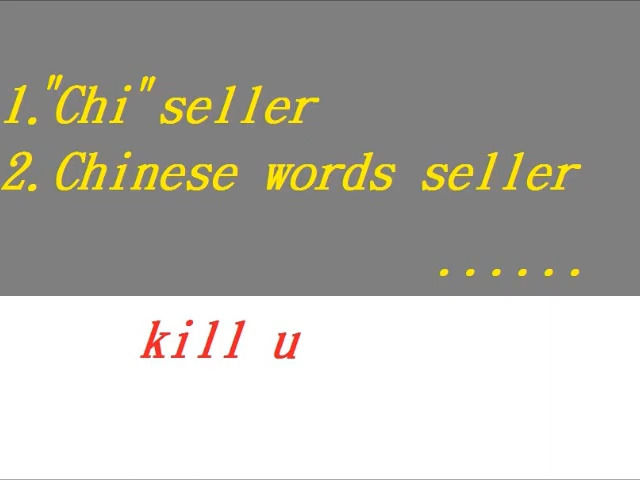 1."Chi"seller
2.Chinese words seller
......
kill u